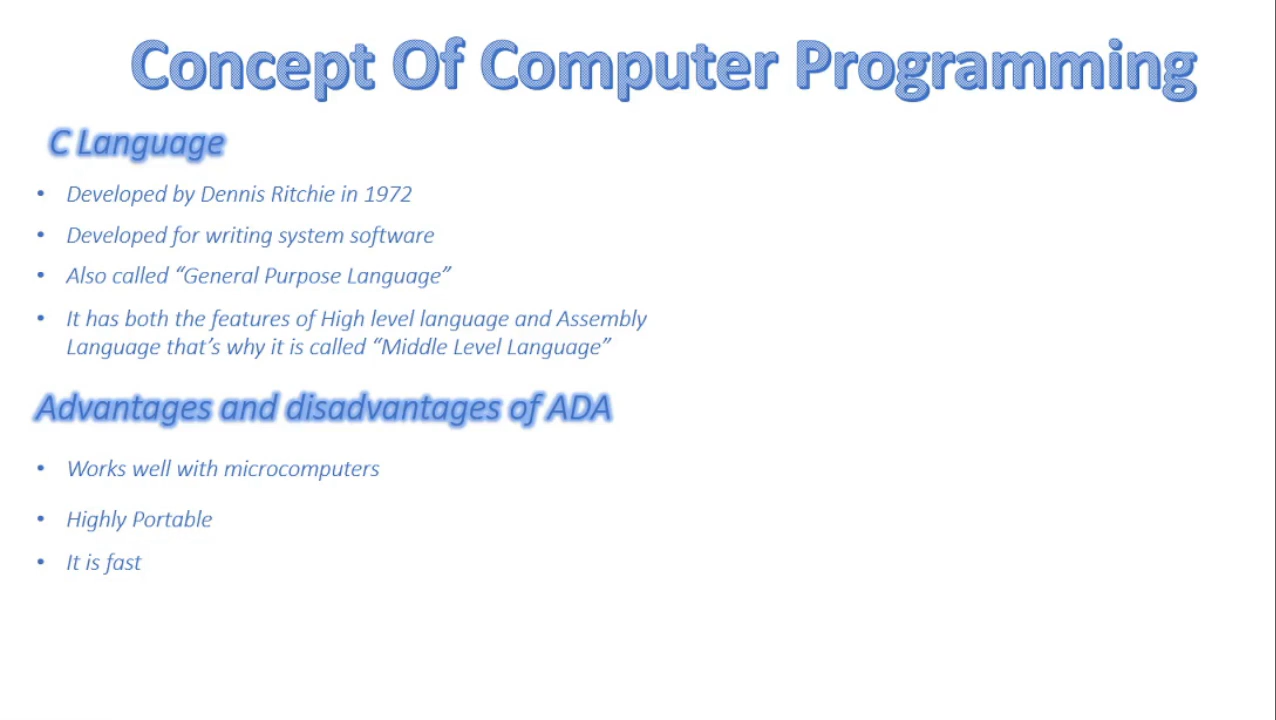 Concept Of Computer Programming
C Language
• Developed by Dennis Ritchie in 1972
• Developed for writing system software
• Also called “General Purpose Language”
• It has both the features of High level language and Assembly
Language that’s why it is called “Middle Level Language”
Advantages and disadvantages of ADA
• Works well with microcomputers
• Highly Portable
• It is fast